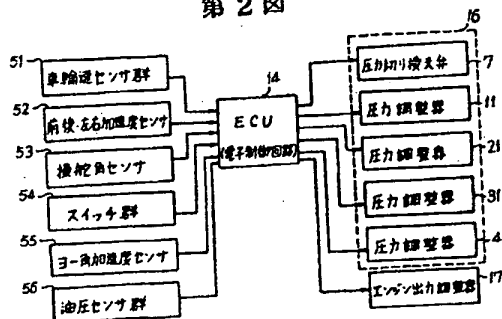 第2図
16
51
車輪速センサ群
52
前後・左右加速度センサ
53
操舵角センサ
54
スイッチ群
55
ヨー角加速度センサ
56
油圧センサ群
14
ECU
(電子制御回路)
圧力切り換え弁
7
圧力調整器
11
圧力調整器
21
圧力調整器
31
圧力調整器
4
エンジン出力調整器
17